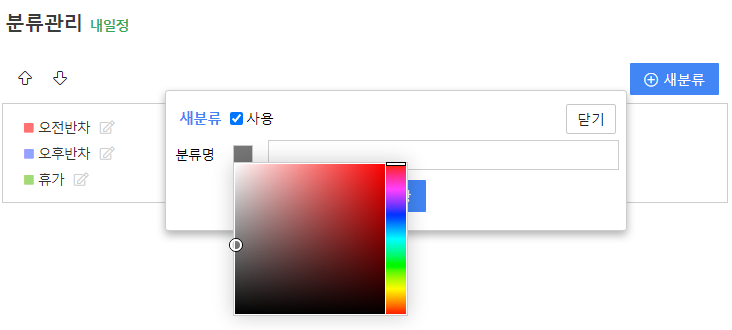 분류관리 내일정
새분류
새분류 사용 닫기
오전반차
분류명
오후반차
휴가